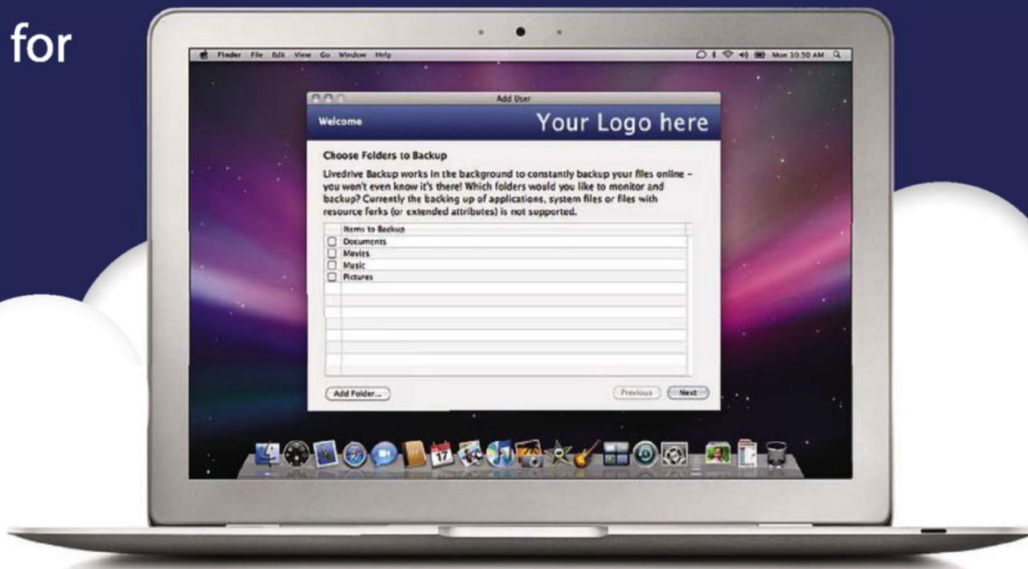 for
Finder File Edit View Go Window Help Mon 10:50 AM
Add User
Welcome Your Logo here
Choose Folders to Backup
Livedrive Backup works in the background to constantly backup your files online –
you won't even know it's there! Which folders would you like to monitor and
backup? Currently the backing up of applications, system files or files with
resource forks (or extended attributes) is not supported.
Items to Backup
Documents
Movies
Music
Pictures
Add Folder... Previous Next
17